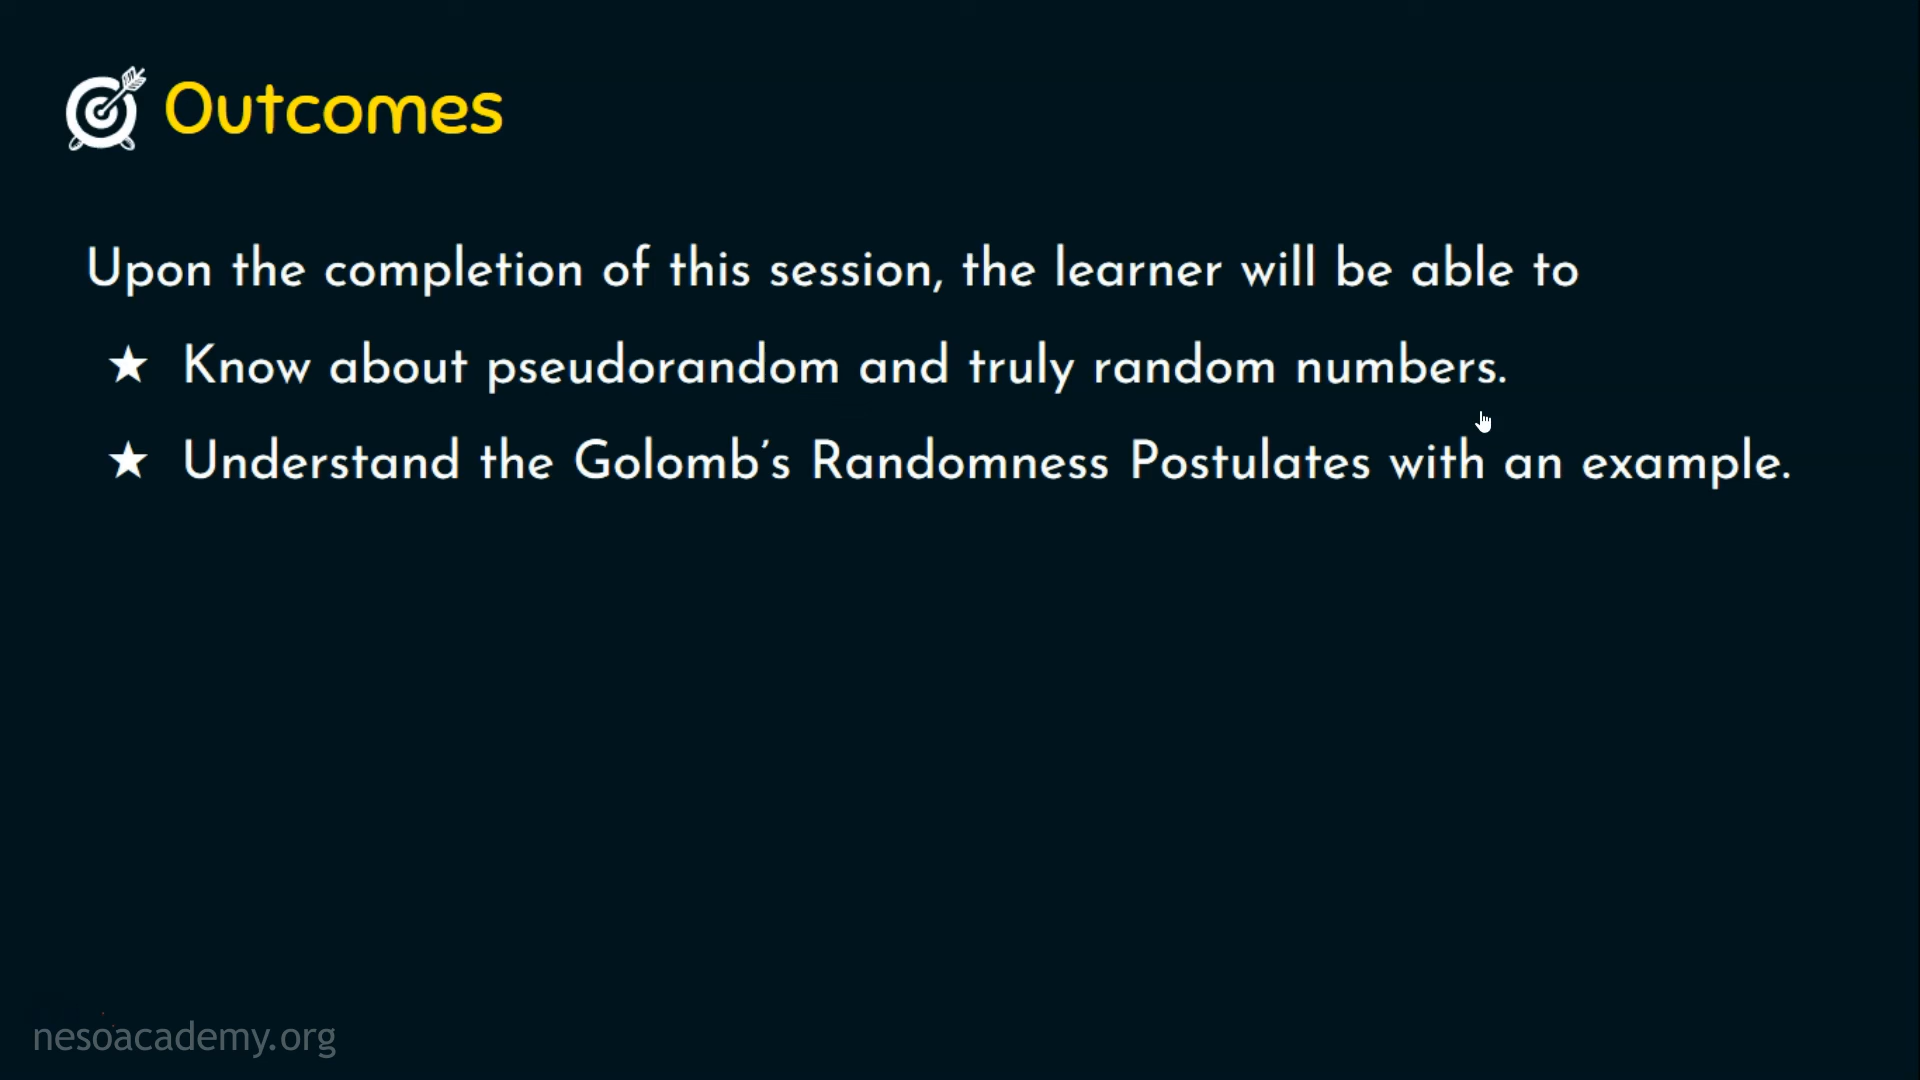 Outcomes
Upon the completion of this session, the learner will be able to
★ Know about pseudorandom and truly random numbers.
★ Understand the Golomb’s Randomness Postulates with an example.
nesoacademy.org